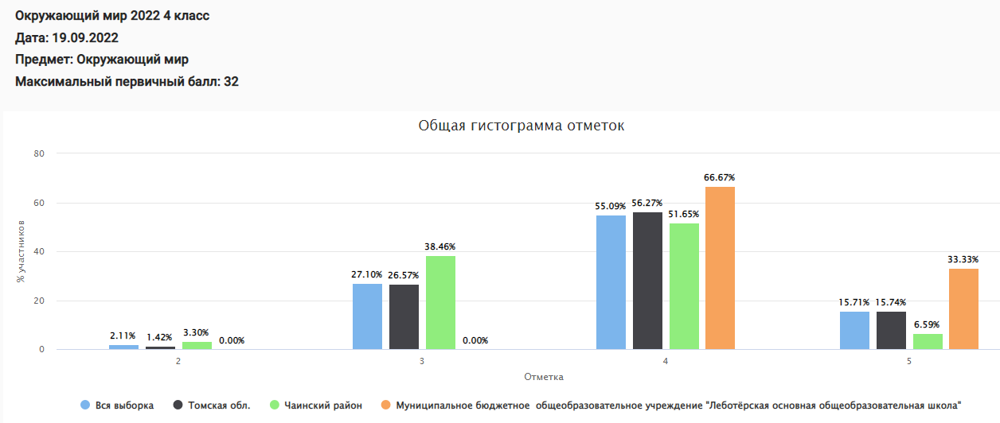 Окружающий мир 2022 4 класс
Дата: 19.09.2022
Предмет: Окружающий мир
Максимальный первичный балл: 32
Общая гистограмма отметок
% участников
80
60
40
20
0
2.11% 1.42% 3.30% 0.00%
27.10% 26.57% 38.46% 0.00%
55.09% 56.27% 51.65% 66.67%
15.71% 15.74% 6.59% 33.33%
2 3 4 5
Отметка
Вся выборка Томская обл. Чаинский район Муниципальное бюджетное общеобразовательное учреждение "Леботёрская основная общеобразовательная школа"